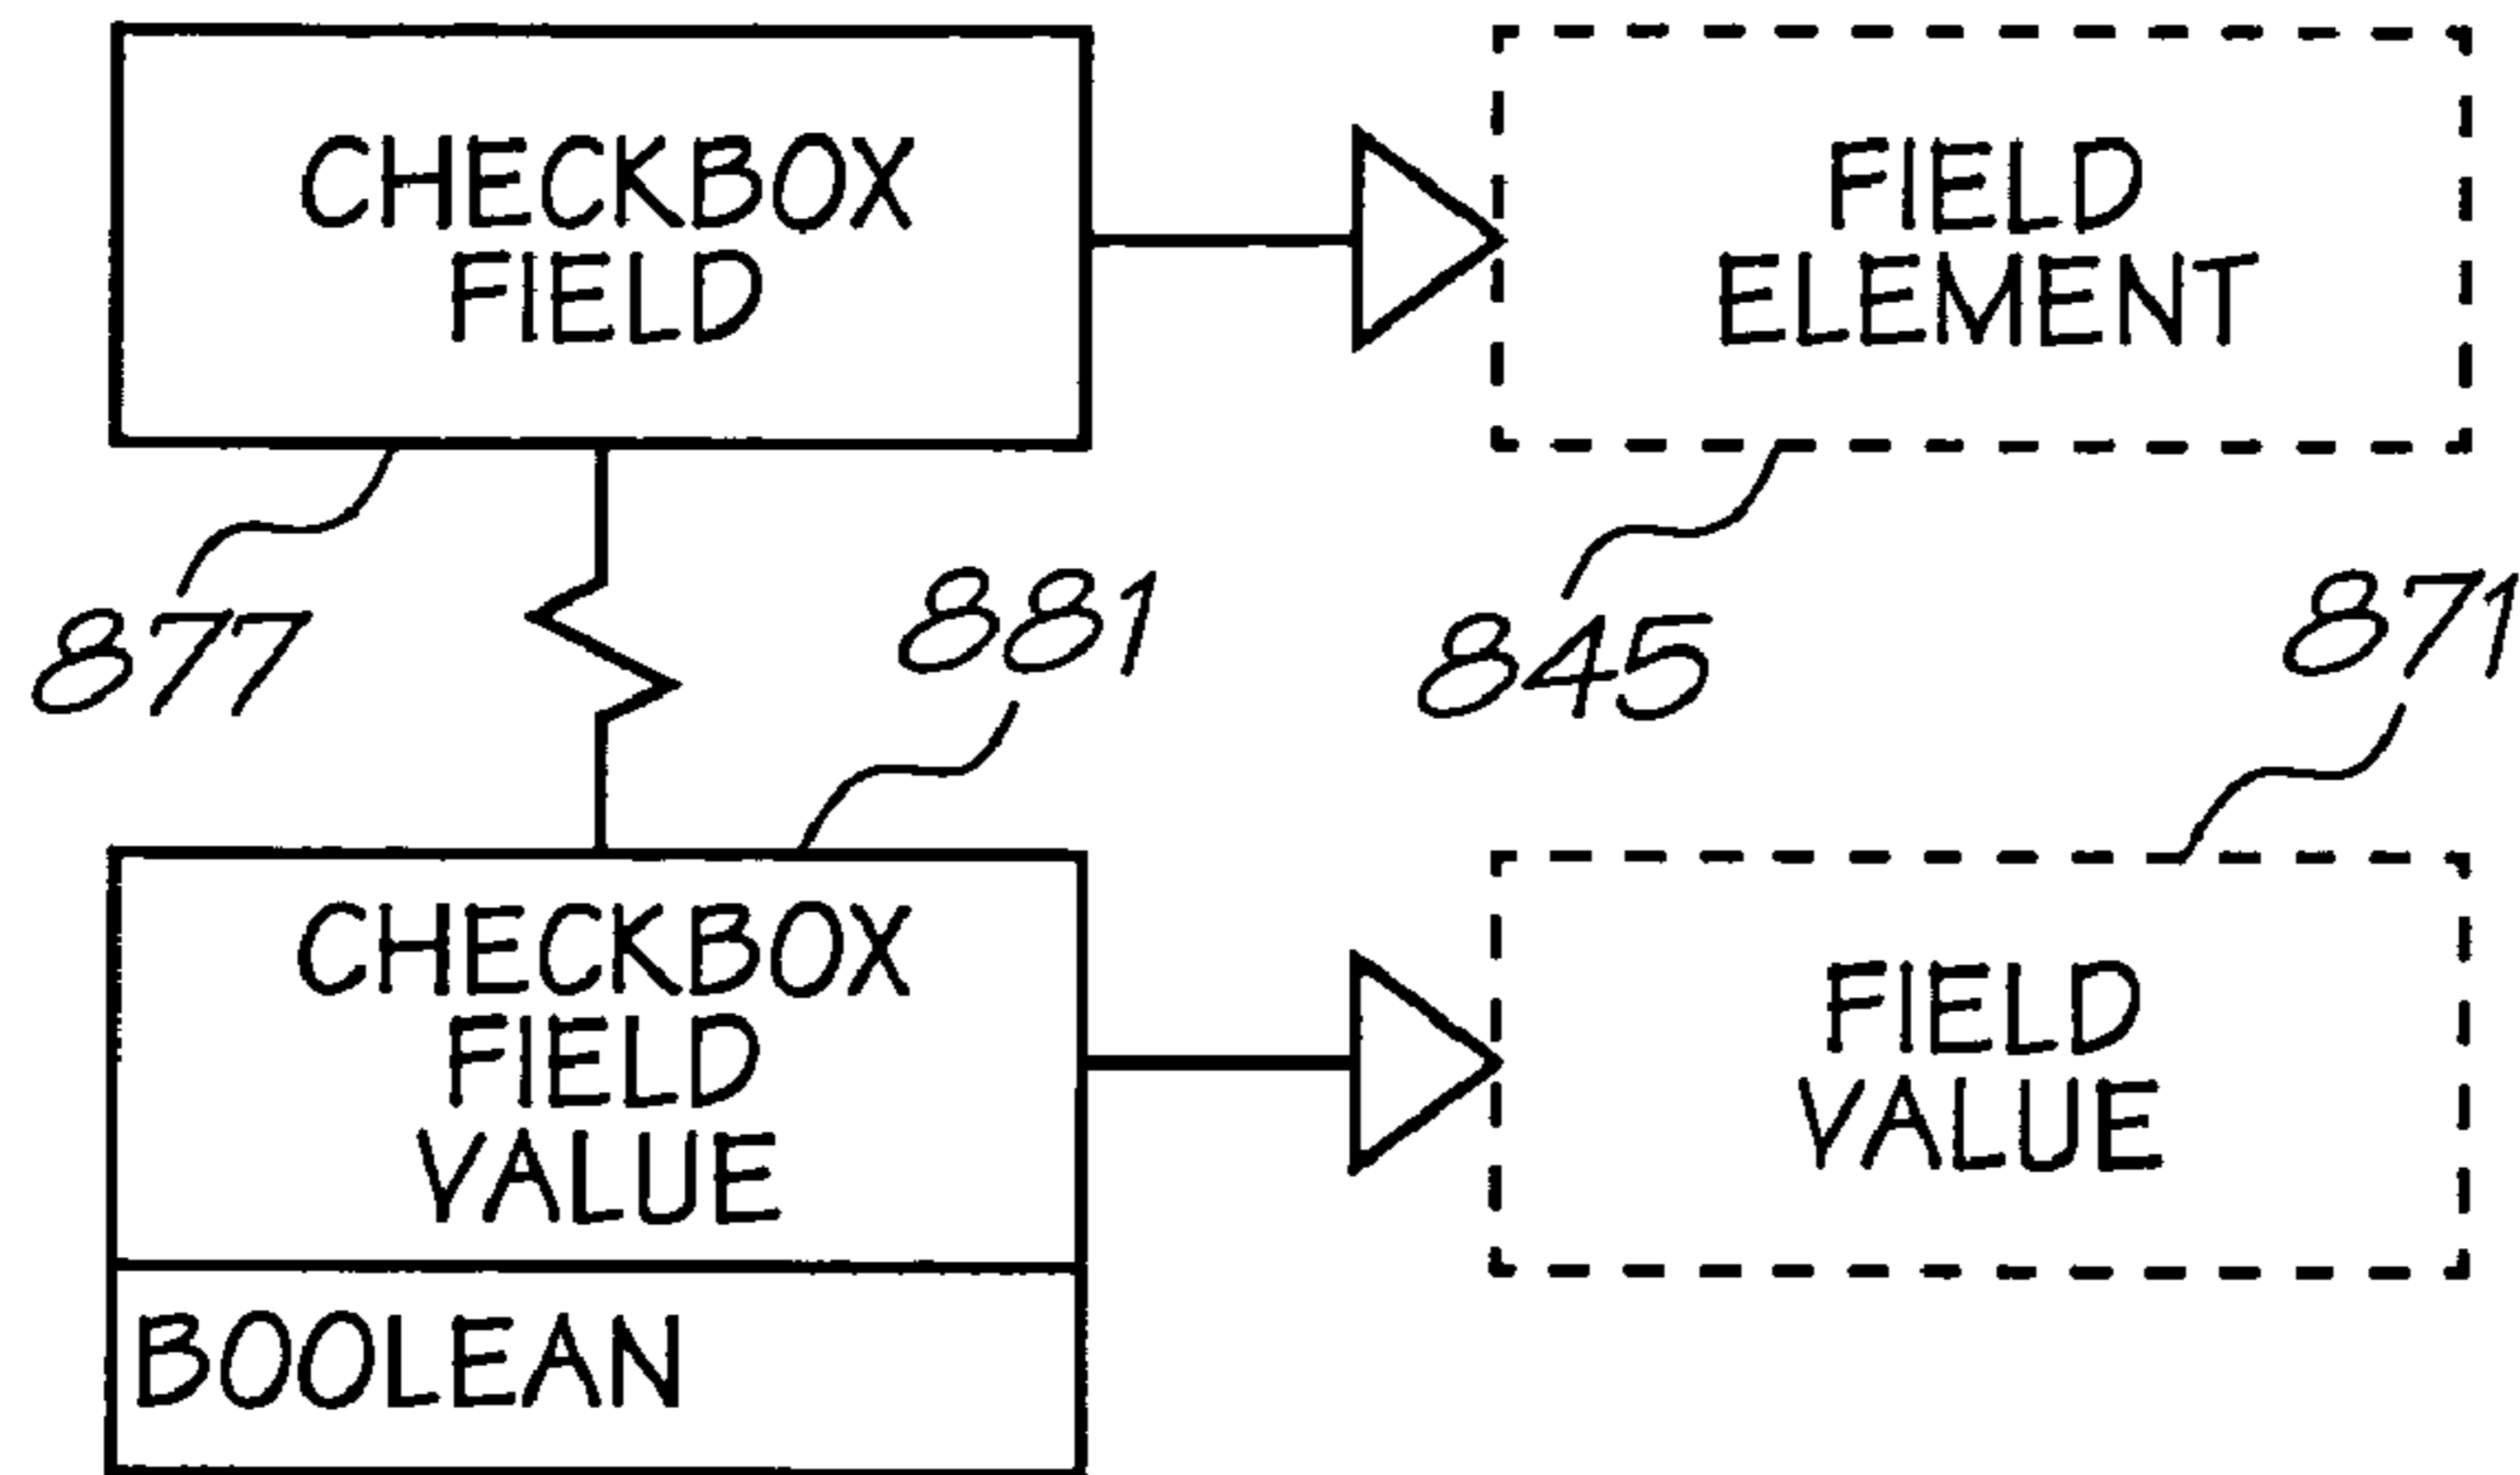 CHECKBOX
FIELD
FIELD
ELEMENT
877
881
845
871
CHECKBOX
FIELD
VALUE
FIELD
VALUE
BOOLEAN